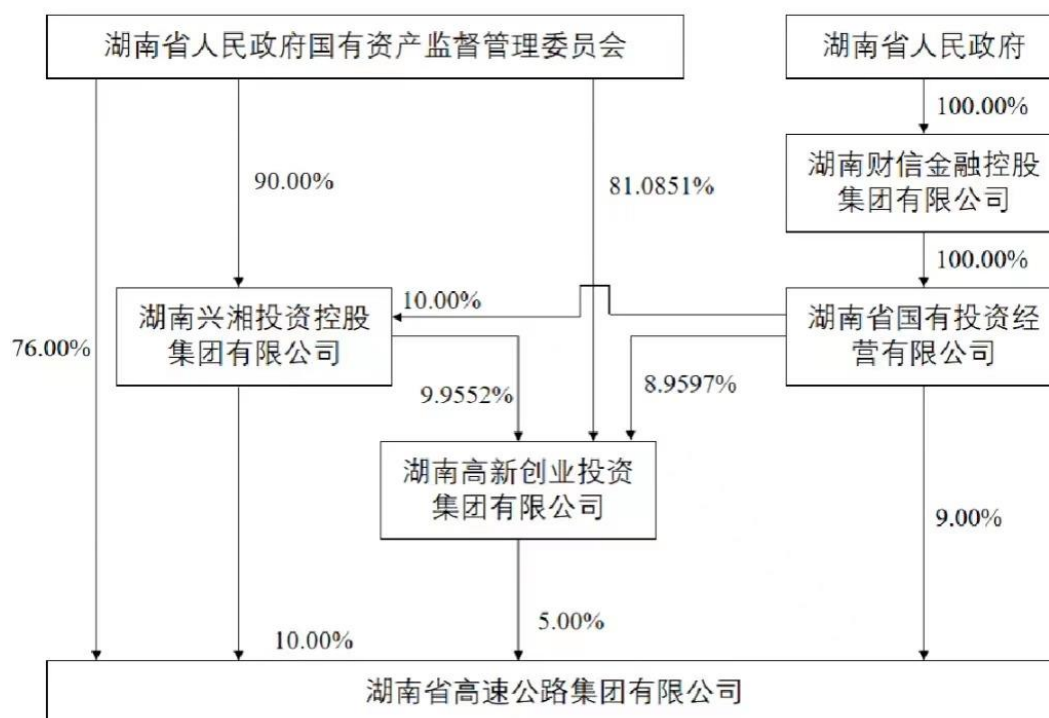 湖南省人民政府国有资产监督管理委员会
湖南省人民政府
100.00%
湖南财信金融控股
集团有限公司
90.00%
81.0851%
100.00%
10.00%
湖南兴湘投资控股
集团有限公司
湖南省国有投资经
营有限公司
76.00%
9.9552%
8.9597%
湖南高新创业投资
集团有限公司
9.00%
5.00%
10.00%
湖南省高速公路集团有限公司